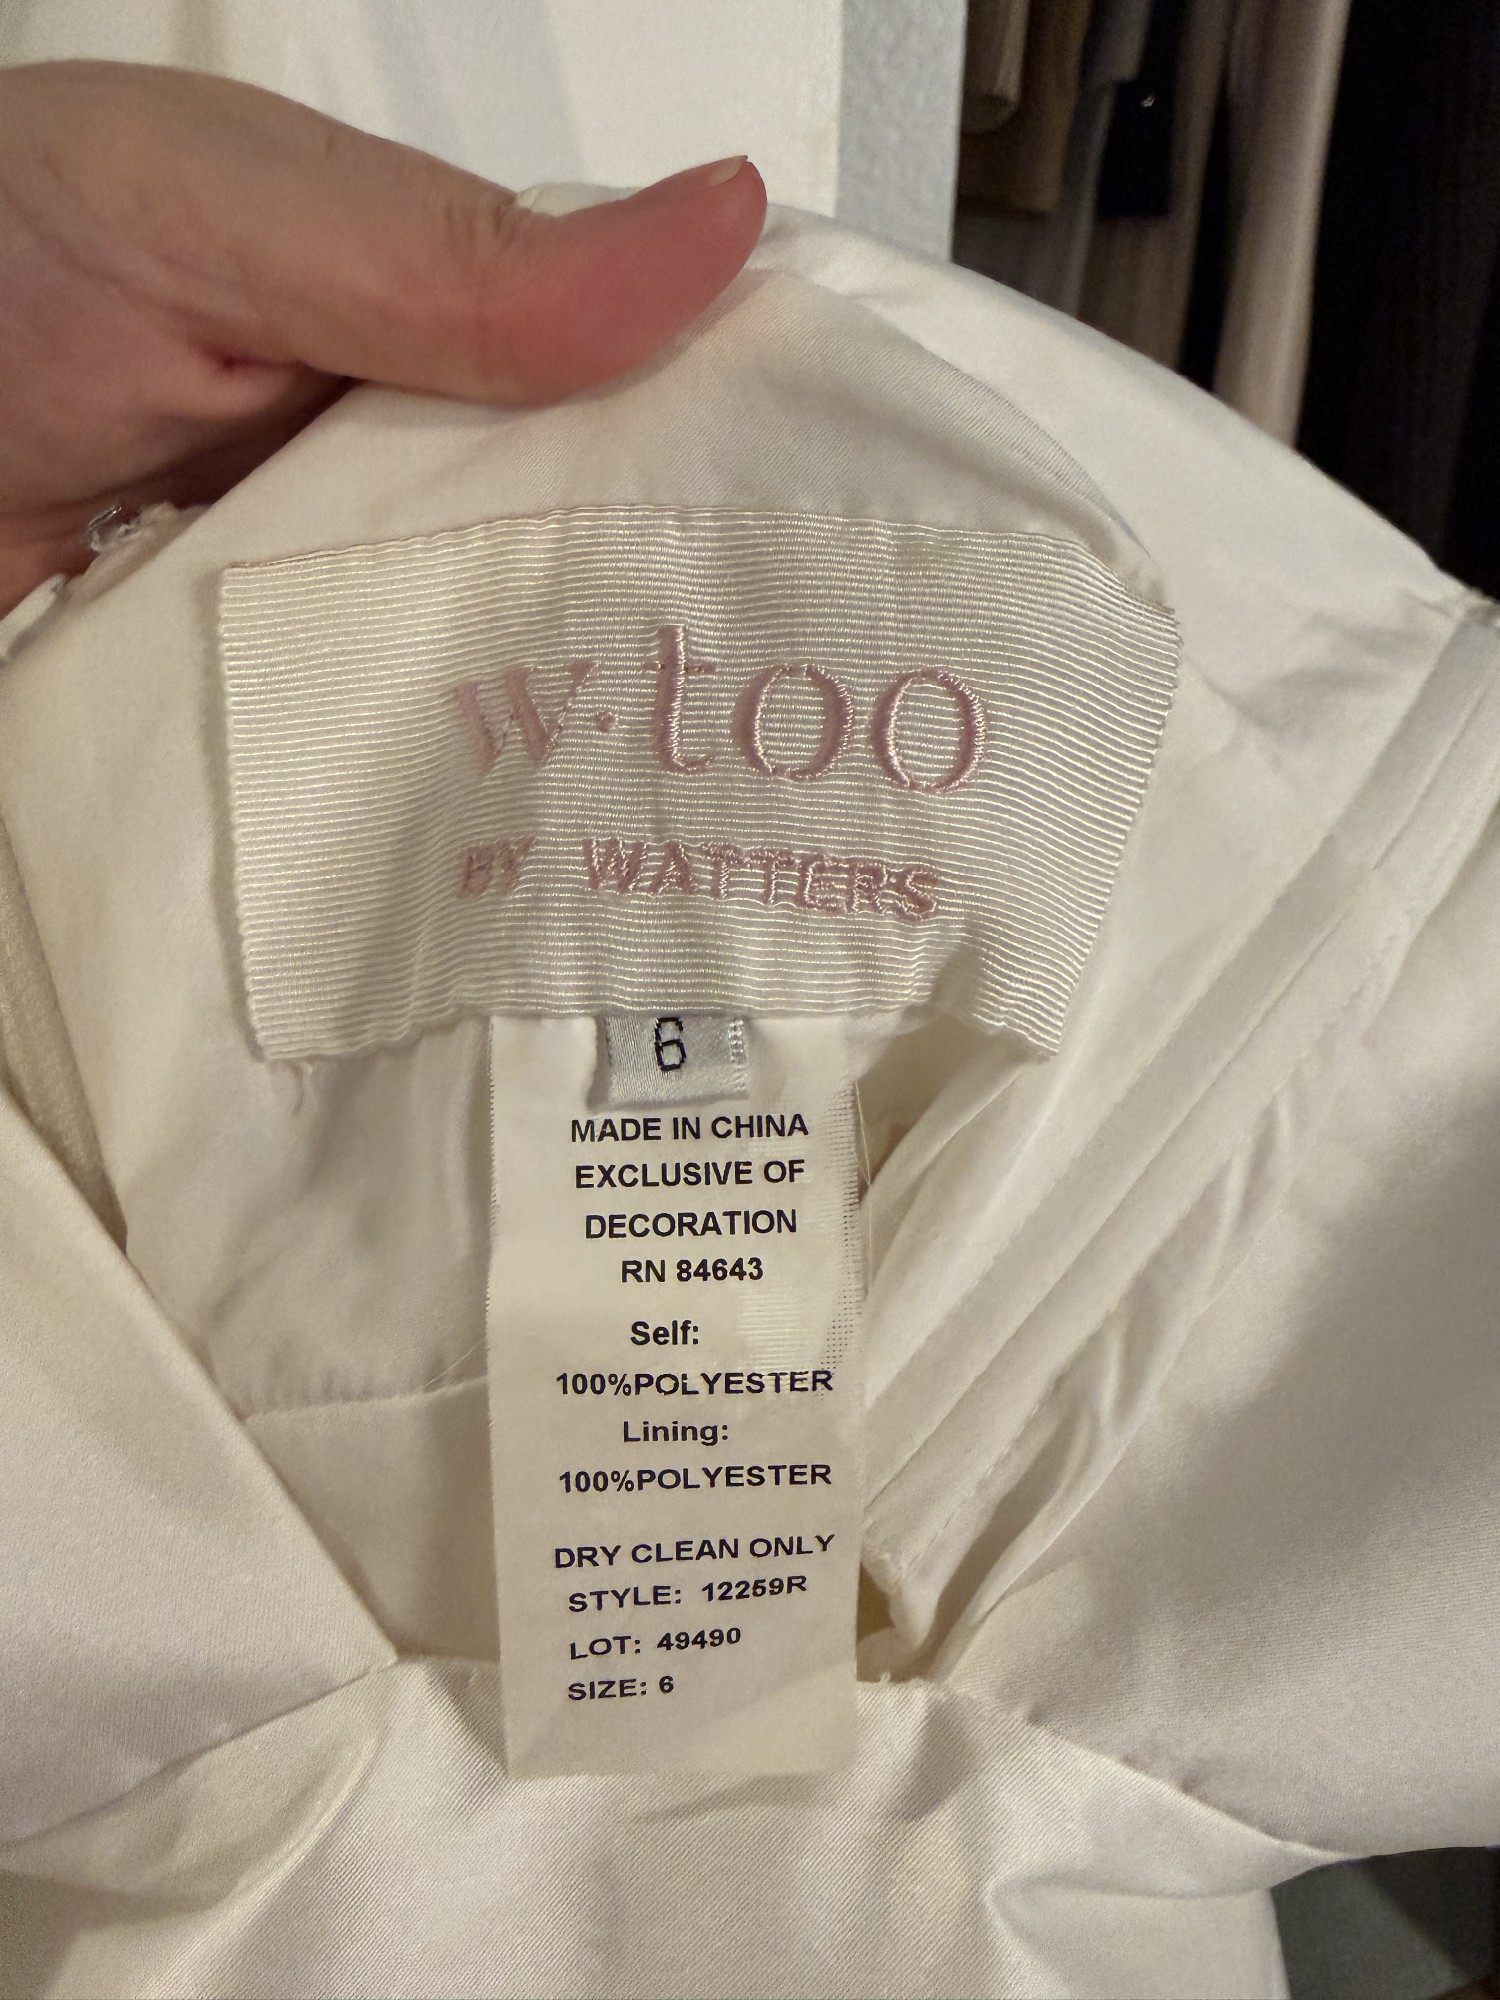 w·too
BY WATTERS
6
MADE IN CHINA
EXCLUSIVE OF
DECORATION
RN 84643
Self:
100%POLYESTER
Lining:
100%POLYESTER
DRY CLEAN ONLY
STYLE: 12259R
LOT: 49490
SIZE: 6